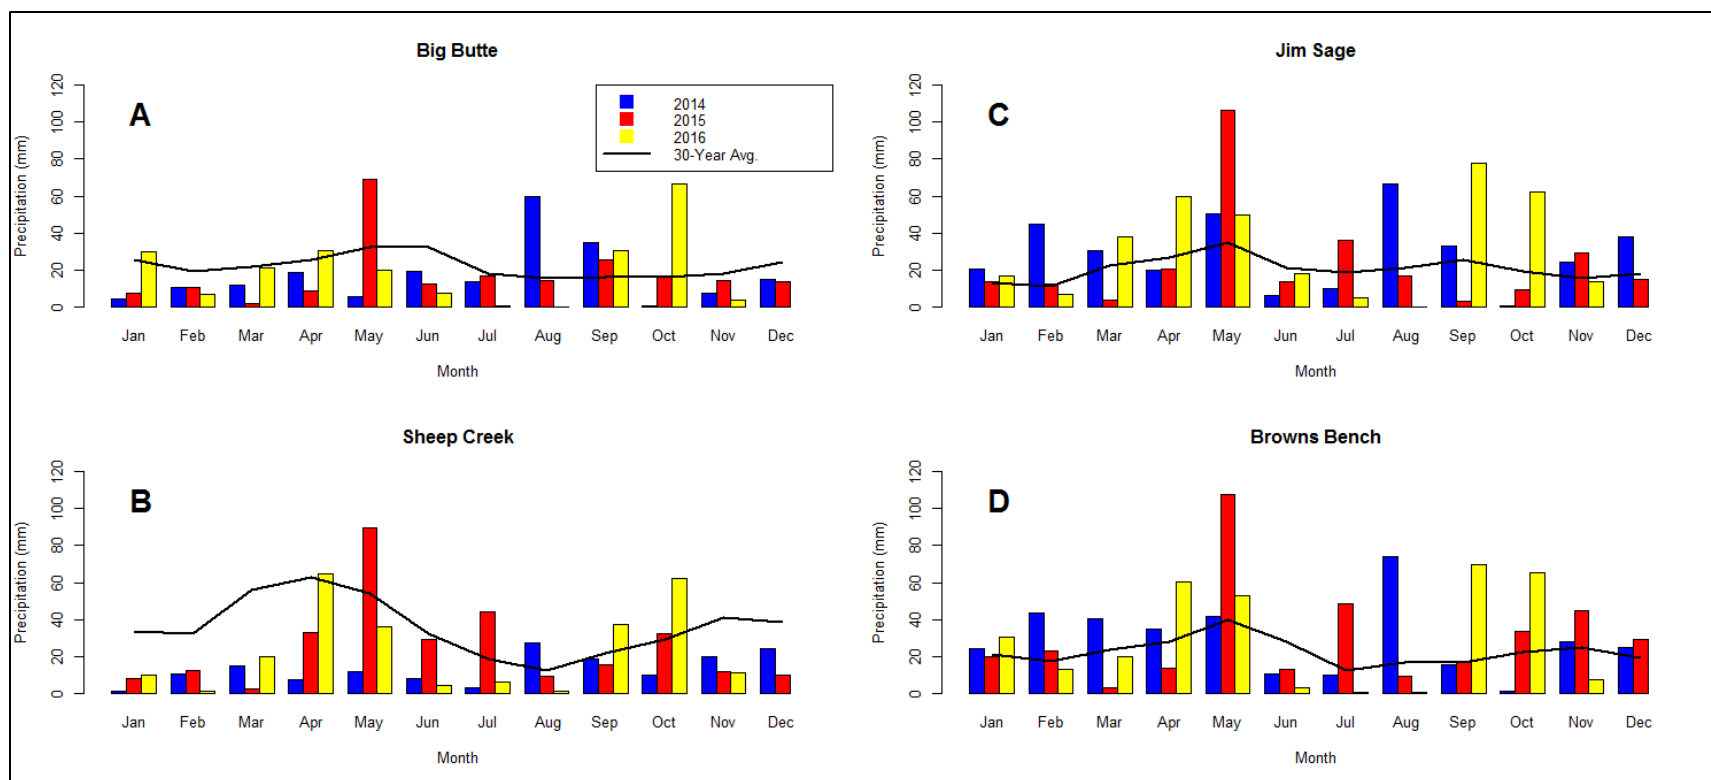 Big Butte
A
Precipitation (mm)
0 20 40 60 80 100 120
2014
2015
2016
30-Year Avg.
Jan Feb Mar Apr May Jun Jul Aug Sep Oct Nov Dec
Month
Jim Sage
C
Precipitation (mm)
0 20 40 60 80 100 120
Jan Feb Mar Apr May Jun Jul Aug Sep Oct Nov Dec
Month
Sheep Creek
B
Precipitation (mm)
0 20 40 60 80 100 120
Jan Feb Mar Apr May Jun Jul Aug Sep Oct Nov Dec
Month
Browns Bench
D
Precipitation (mm)
0 20 40 60 80 100 120
Jan Feb Mar Apr May Jun Jul Aug Sep Oct Nov Dec
Month